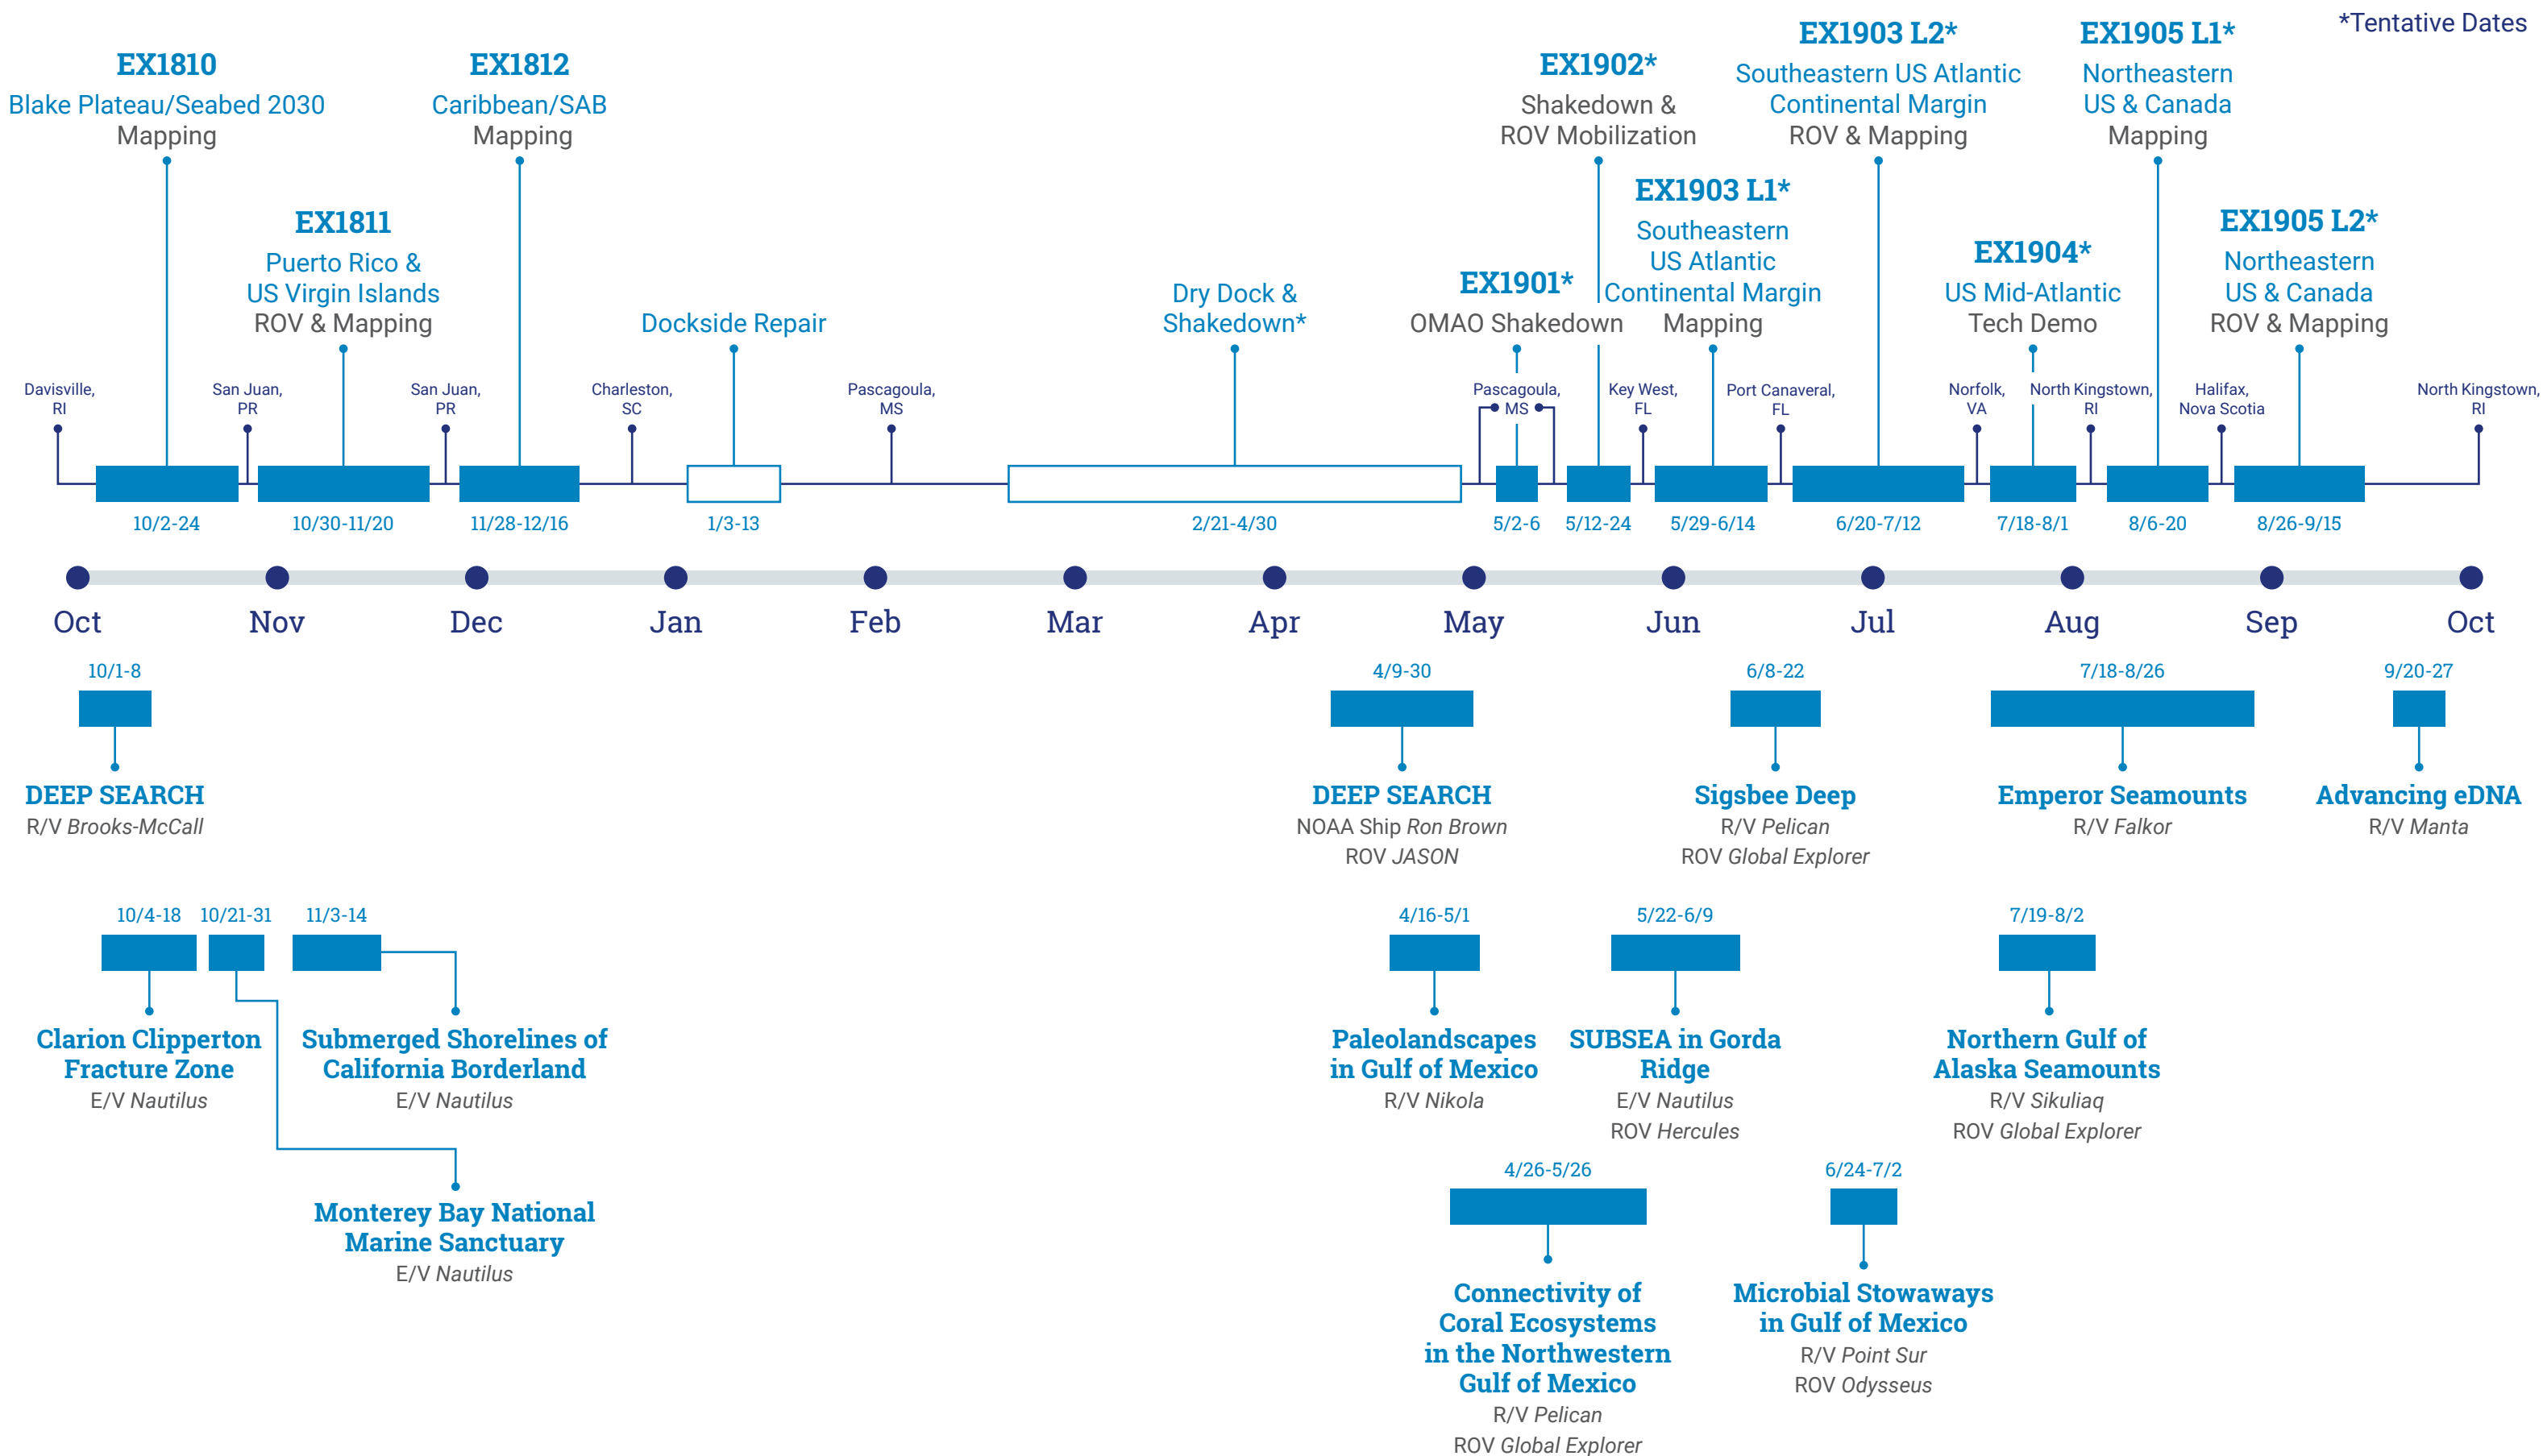 *Tentative Dates
EX1810
Blake Plateau/Seabed 2030
Mapping
EX1811
Puerto Rico &
US Virgin Islands
ROV & Mapping
EX1812
Caribbean/SAB
Mapping
Dockside Repair
Dry Dock &
Shakedown*
EX1901*
OMAO Shakedown
EX1902*
Shakedown &
ROV Mobilization
EX1903 L1*
Southeastern
US Atlantic
Continental Margin
Mapping
EX1903 L2*
Southeastern US Atlantic
Continental Margin
ROV & Mapping
EX1904*
US Mid-Atlantic
Tech Demo
EX1905 L1*
Northeastern
US & Canada
Mapping
EX1905 L2*
Northeastern
US & Canada
ROV & Mapping
Davisville,
RI
San Juan,
PR
San Juan,
PR
Charleston,
SC
Pascagoula,
MS
Pascagoula,
MS
Key West,
FL
Port Canaveral,
FL
Norfolk,
VA
North Kingstown,
RI
Halifax,
Nova Scotia
North Kingstown,
RI
10/2-24
10/30-11/20
11/28-12/16
1/3-13
2/21-4/30
5/2-6
5/12-24
5/29-6/14
6/20-7/12
7/18-8/1
8/6-20
8/26-9/15
Oct
Nov
Dec
Jan
Feb
Mar
Apr
May
Jun
Jul
Aug
Sep
Oct
10/1-8
DEEP SEARCH
R/V Brooks-McCall
4/9-30
DEEP SEARCH
NOAA Ship Ron Brown
ROV JASON
6/8-22
Sigsbee Deep
R/V Pelican
ROV Global Explorer
7/18-8/26
Emperor Seamounts
R/V Falkor
9/20-27
Advancing eDNA
R/V Manta
10/4-18
Clarion Clipperton
Fracture Zone
E/V Nautilus
10/21-31
Monterey Bay National
Marine Sanctuary
E/V Nautilus
11/3-14
Submerged Shorelines of
California Borderland
E/V Nautilus
4/16-5/1
Paleolandscapes
in Gulf of Mexico
R/V Nikola
5/22-6/9
SUBSEA in Gorda
Ridge
E/V Nautilus
ROV Hercules
7/19-8/2
Northern Gulf of
Alaska Seamounts
R/V Sikuliaq
ROV Global Explorer
4/26-5/26
Connectivity of
Coral Ecosystems
in the Northwestern
Gulf of Mexico
R/V Pelican
ROV Global Explorer
6/24-7/2
Microbial Stowaways
in Gulf of Mexico
R/V Point Sur
ROV Odysseus